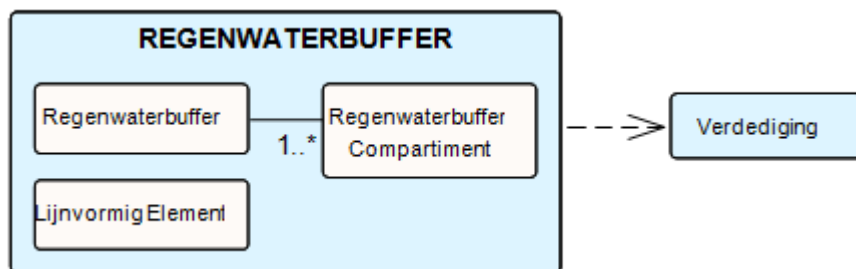 REGENWATERBUFFER
Regenwaterbuffer
1..*
Regenwaterbuffer
Compartiment
Verdediging
LijnvormigElement